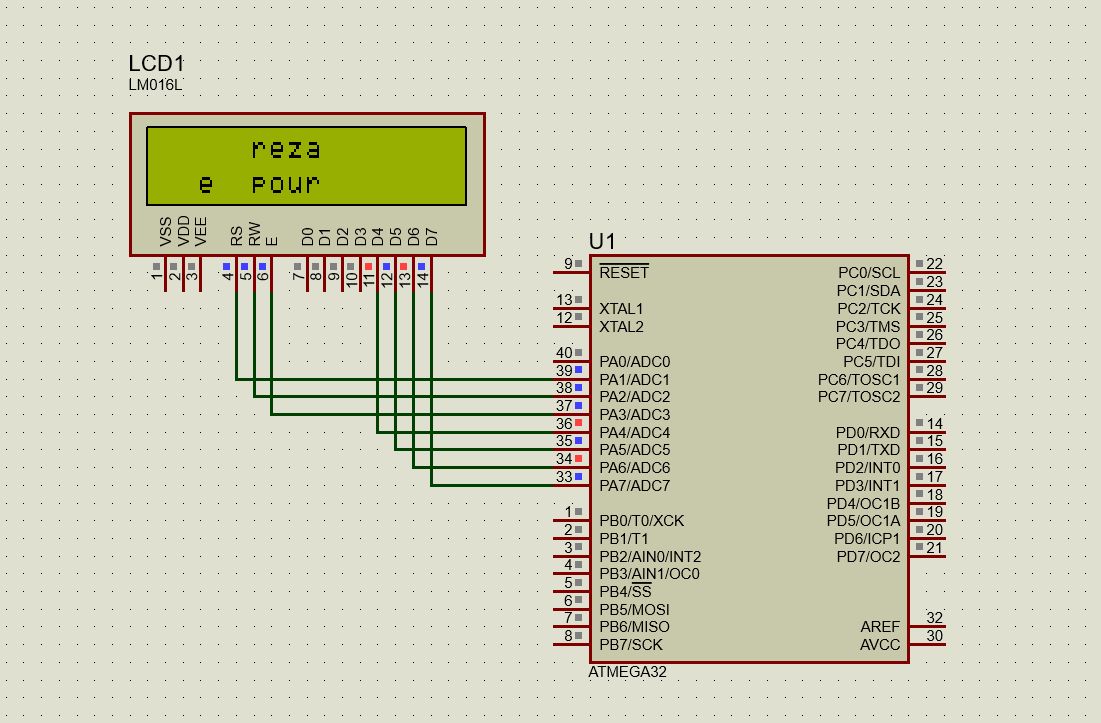 LCD1
LM016L
reza
e pour
VSS VDD VEE RS RW E D0 D1 D2 D3 D4 D5 D6 D7
1 2 3 4 5 6 7 8 9 10 11 12 13 14
U1
9 RESET
13 XTAL1
12 XTAL2
40 PA0/ADC0
39 PA1/ADC1
38 PA2/ADC2
37 PA3/ADC3
36 PA4/ADC4
35 PA5/ADC5
34 PA6/ADC6
33 PA7/ADC7
1 PB0/T0/XCK
2 PB1/T1
3 PB2/AIN0/INT2
4 PB3/AIN1/OC0
5 PB4/SS
6 PB5/MOSI
7 PB6/MISO
8 PB7/SCK
PC0/SCL 22
PC1/SDA 23
PC2/TCK 24
PC3/TMS 25
PC4/TDO 26
PC5/TDI 27
PC6/TOSC1 28
PC7/TOSC2 29
PD0/RXD 14
PD1/TXD 15
PD2/INT0 16
PD3/INT1 17
PD4/OC1B 18
PD5/OC1A 19
PD6/ICP1 20
PD7/OC2 21
AREF 32
AVCC 30
ATMEGA32